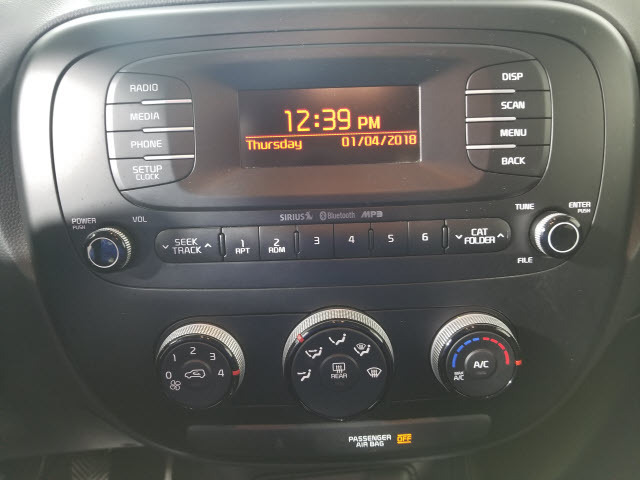 RADIO
MEDIA
PHONE
SETUP
CLOCK
12:39 PM
Thursday 01/04/2018
DISP
SCAN
MENU
BACK
SIRIUS Bluetooth MP3
POWER
PUSH
VOL
SEEK
TRACK
1
RPT
2
RDM
3
4
5
6
CAT
FOLDER
TUNE
ENTER
PUSH
FILE
0 1 2 3 4
REAR
MAX
A/C
A/C
PASSENGER
AIR BAG
OFF